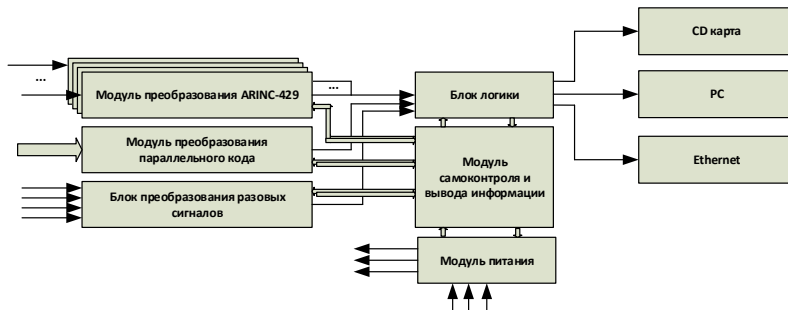 ...
Модуль преобразования ARINC-429
...
Блок логики
CD карта
PC
Ethernet
Модуль преобразования
параллельного кода
Модуль
самоконтроля и
вывода информации
Блок преобразования разовых
сигналов
Модуль питания